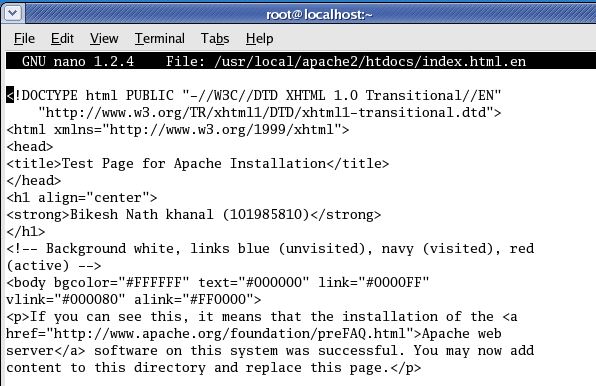 root@localhost:~
File Edit View Terminal Tabs Help
GNU nano 1.2.4 File: /usr/local/apache2/htdocs/index.html.en
<!DOCTYPE html PUBLIC "-//W3C//DTD XHTML 1.0 Transitional//EN"
"http://www.w3.org/TR/xhtml1/DTD/xhtml1-transitional.dtd">
<html xmlns="http://www.w3.org/1999/xhtml">
<head>
<title>Test Page for Apache Installation</title>
</head>
<h1 align="center">
<strong>Bikesh Nath khanal (101985810)</strong>
</h1>
<!-- Background white, links blue (unvisited), navy (visited), red
(active) -->
<body bgcolor="#FFFFFF" text="#000000" link="#0000FF"
vlink="#000080" alink="#FF0000">
<p>If you can see this, it means that the installation of the <a
href="http://www.apache.org/foundation/preFAQ.html">Apache web
server</a> software on this system was successful. You may now add
content to this directory and replace this page.</p>